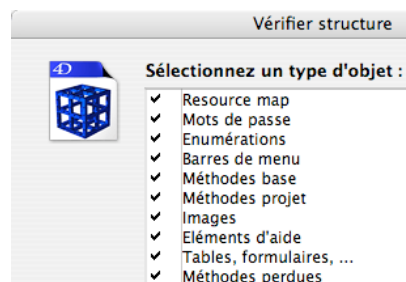 Vérifier structure
4D
Sélectionnez un type d'objet :
Resource map
Mots de passe
Enumérations
Barres de menu
Méthodes base
Méthodes projet
Images
Eléments d'aide
Tables, formulaires, ...
Méthodes perdues